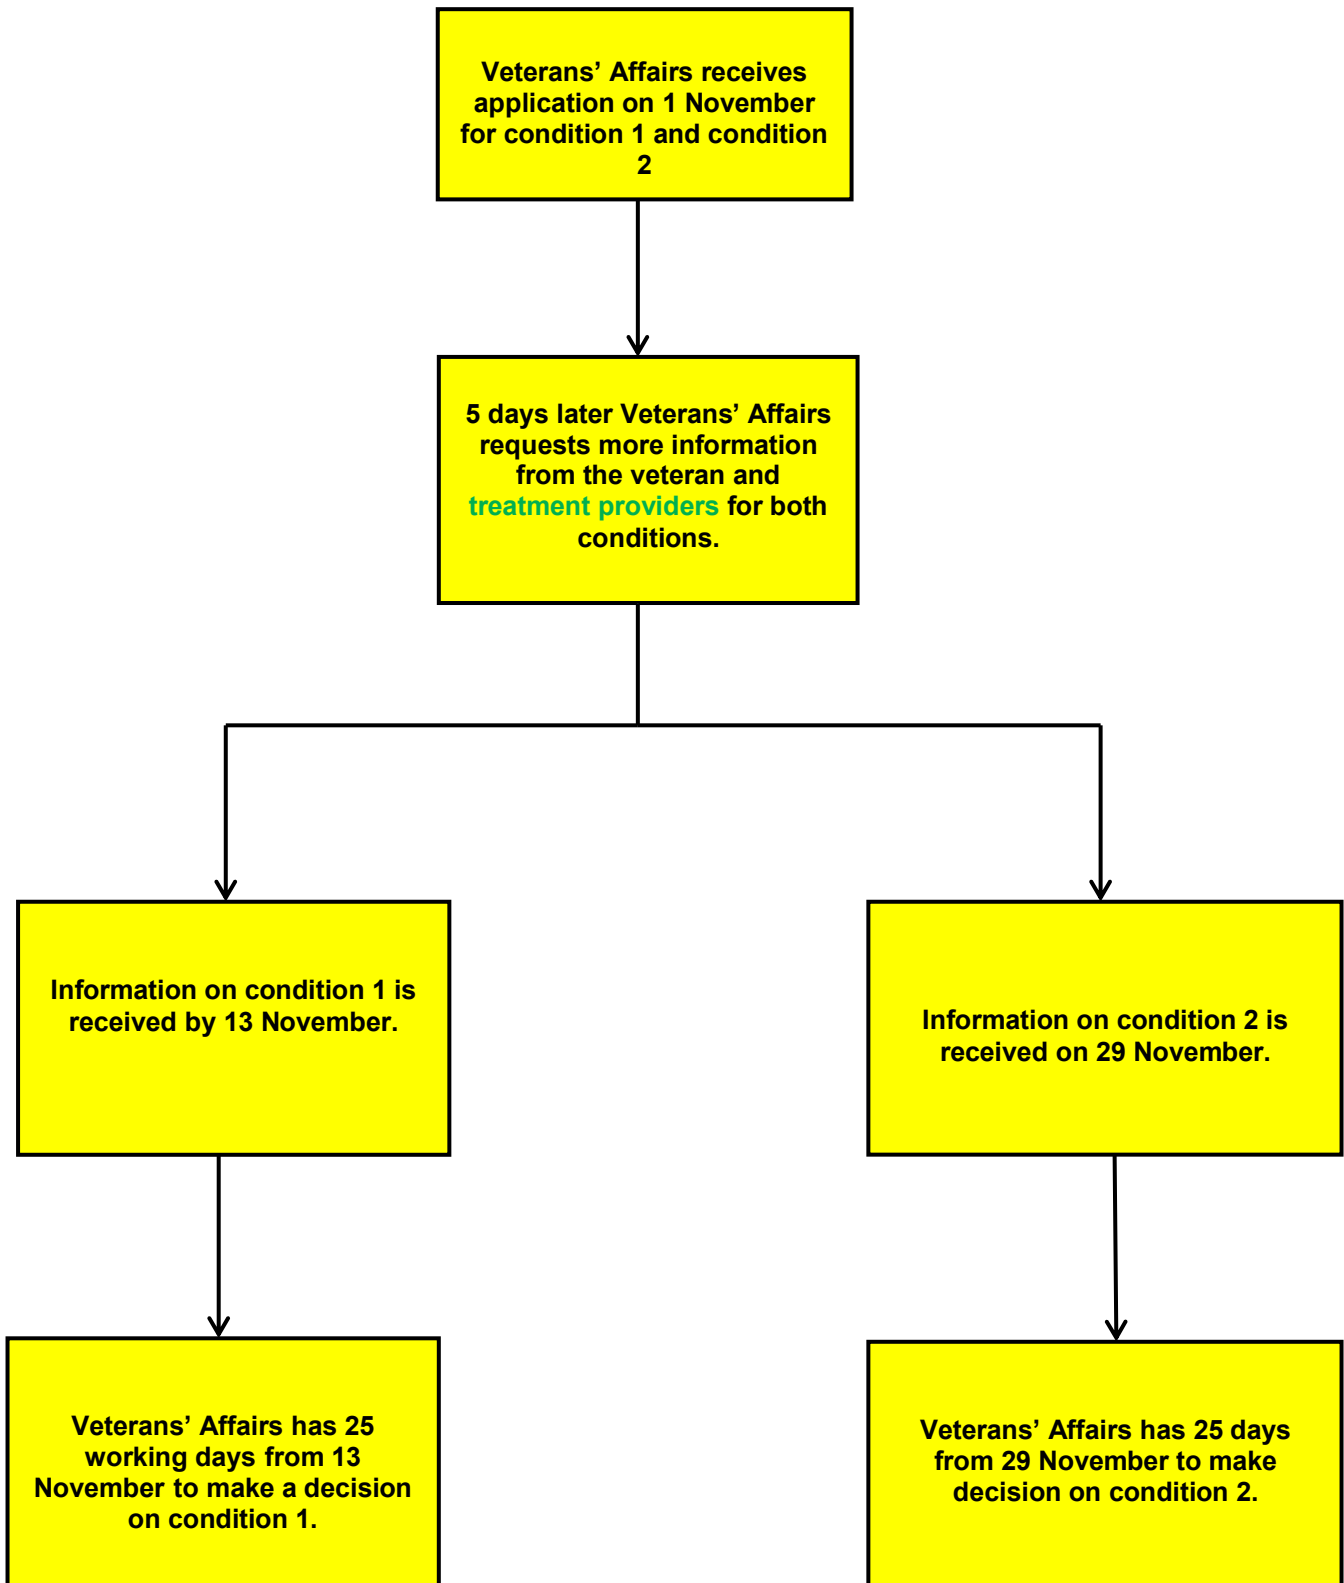 Veterans’ Affairs receives
application on 1 November
for condition 1 and condition
2
5 days later Veterans’ Affairs
requests more information
from the veteran and
treatment providers for both
conditions.
Information on condition 1 is
received by 13 November.
Information on condition 2 is
received on 29 November.
Veterans’ Affairs has 25
working days from 13
November to make a decision
on condition 1.
Veterans’ Affairs has 25 days
from 29 November to make
decision on condition 2.